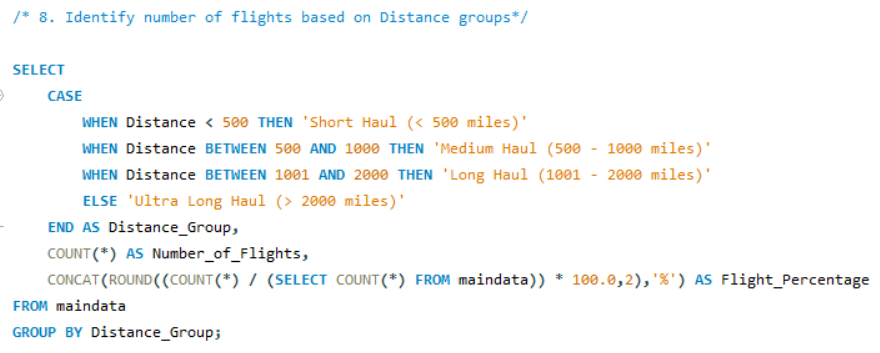 /* 8. Identify number of flights based on Distance groups*/
SELECT
CASE
WHEN Distance < 500 THEN 'Short Haul (< 500 miles)'
WHEN Distance BETWEEN 500 AND 1000 THEN 'Medium Haul (500 - 1000 miles)'
WHEN Distance BETWEEN 1001 AND 2000 THEN 'Long Haul (1001 - 2000 miles)'
ELSE 'Ultra Long Haul (> 2000 miles)'
END AS Distance_Group,
COUNT(*) AS Number_of_Flights,
CONCAT(ROUND((COUNT(*) / (SELECT COUNT(*) FROM maindata)) * 100.0,2),'%') AS Flight_Percentage
FROM maindata
GROUP BY Distance_Group;